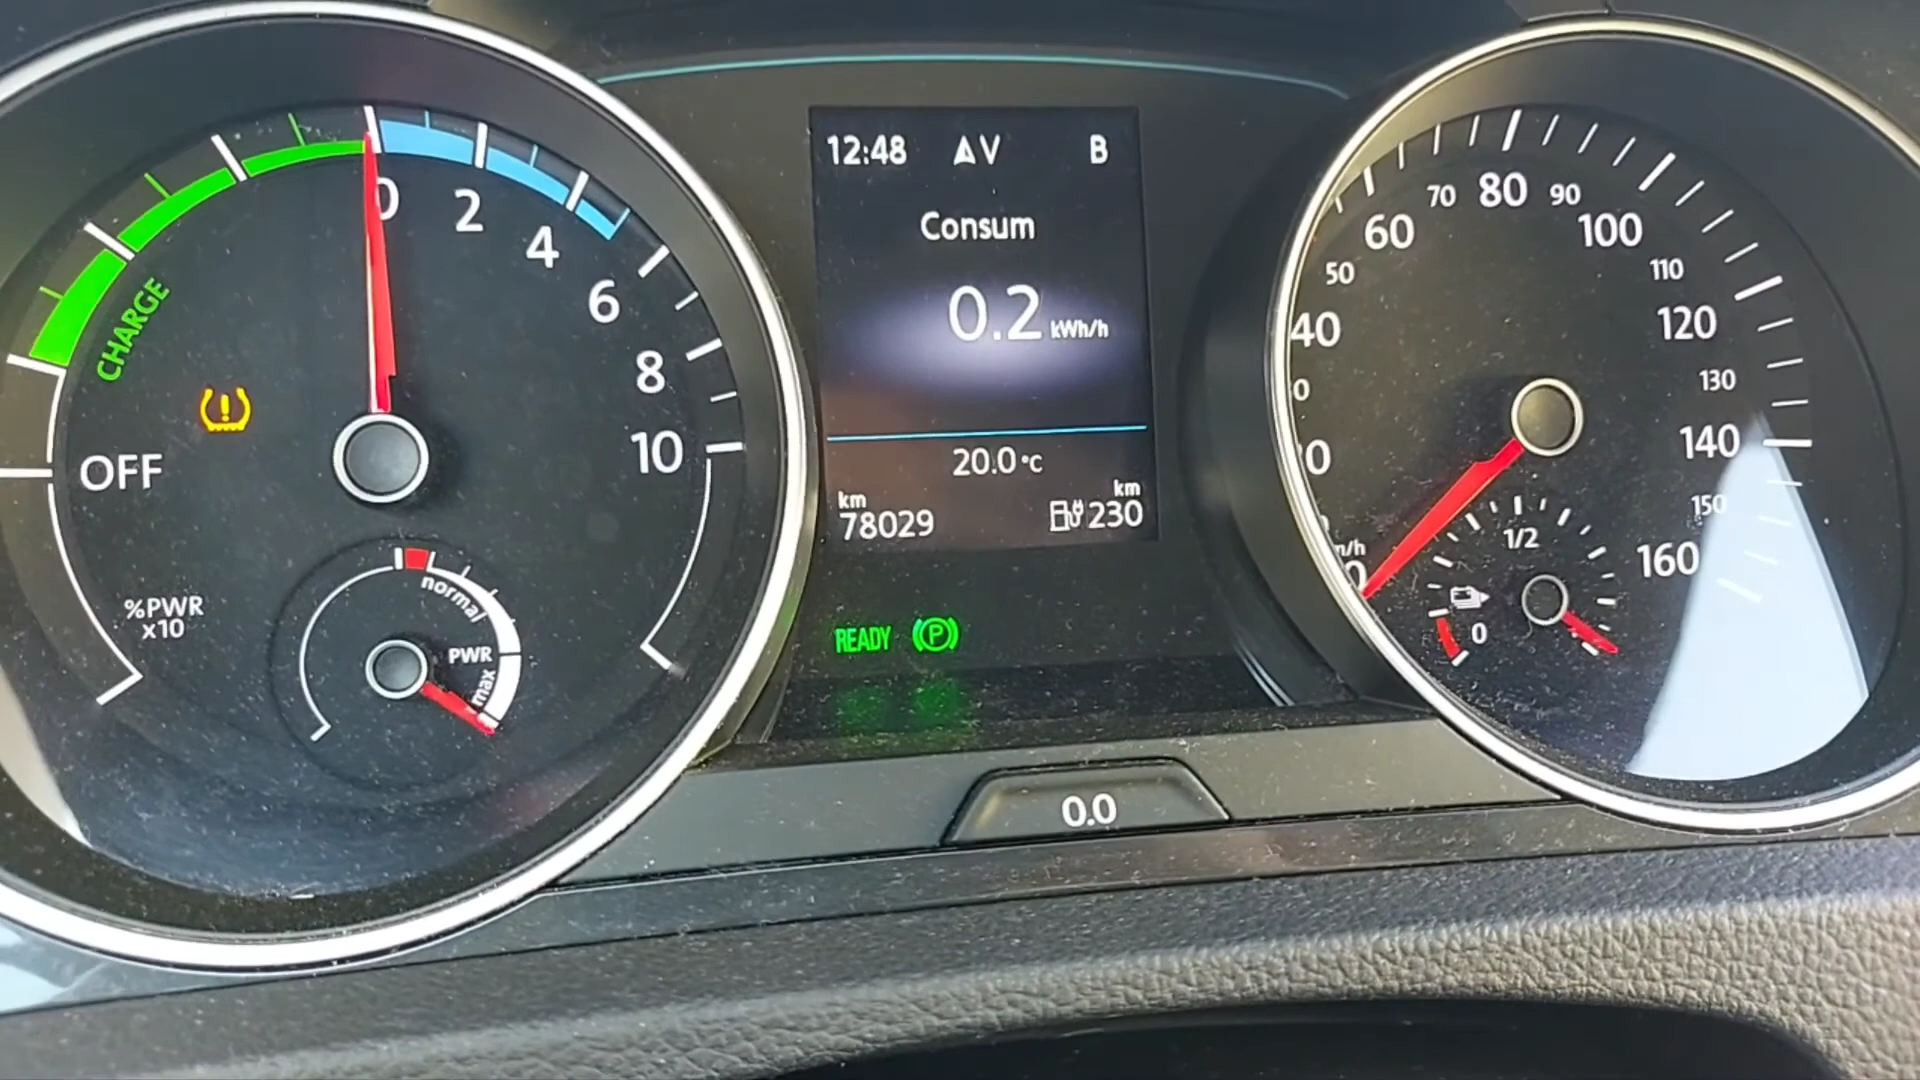 0
2
4
6
8
10
CHARGE
OFF
%PWR
x10
normal
PWR
max
12:48 V B
Consum
0.2 kWh/h
20.0°C
km km
78029 230
READY P
0.0
40
50
60
70
80
90
100
110
120
130
140
150
160
1/2
0